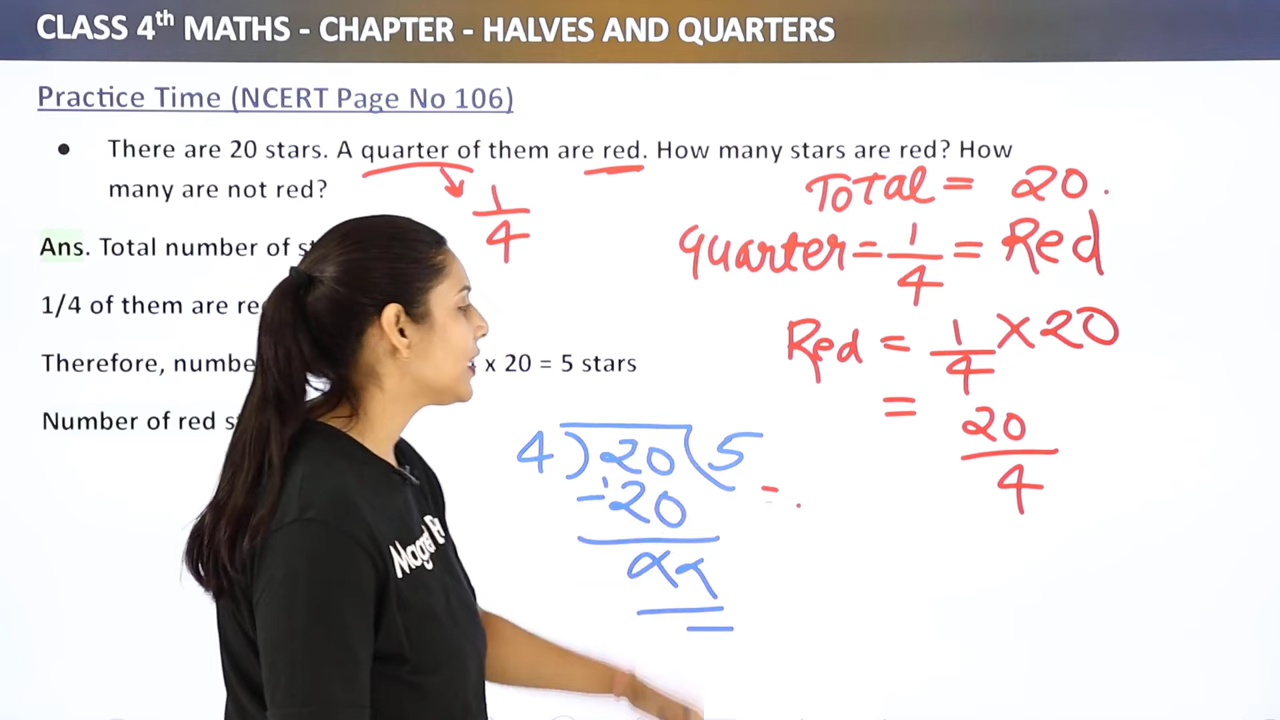 CLASS 4th MATHS - CHAPTER - HALVES AND QUARTERS
Practice Time (NCERT Page No 106)
• There are 20 stars. A quarter of them are red. How many stars are red? How
many are not red?
1/4
Total = 20.
Quarter = 1/4 = Red
Ans. Total number of
1/4 of them are
Red = 1/4 × 20
Therefore, x 20 = 5 stars
= 20/4
Number of red
4 ) 20 ( 5
- 20
=
xx